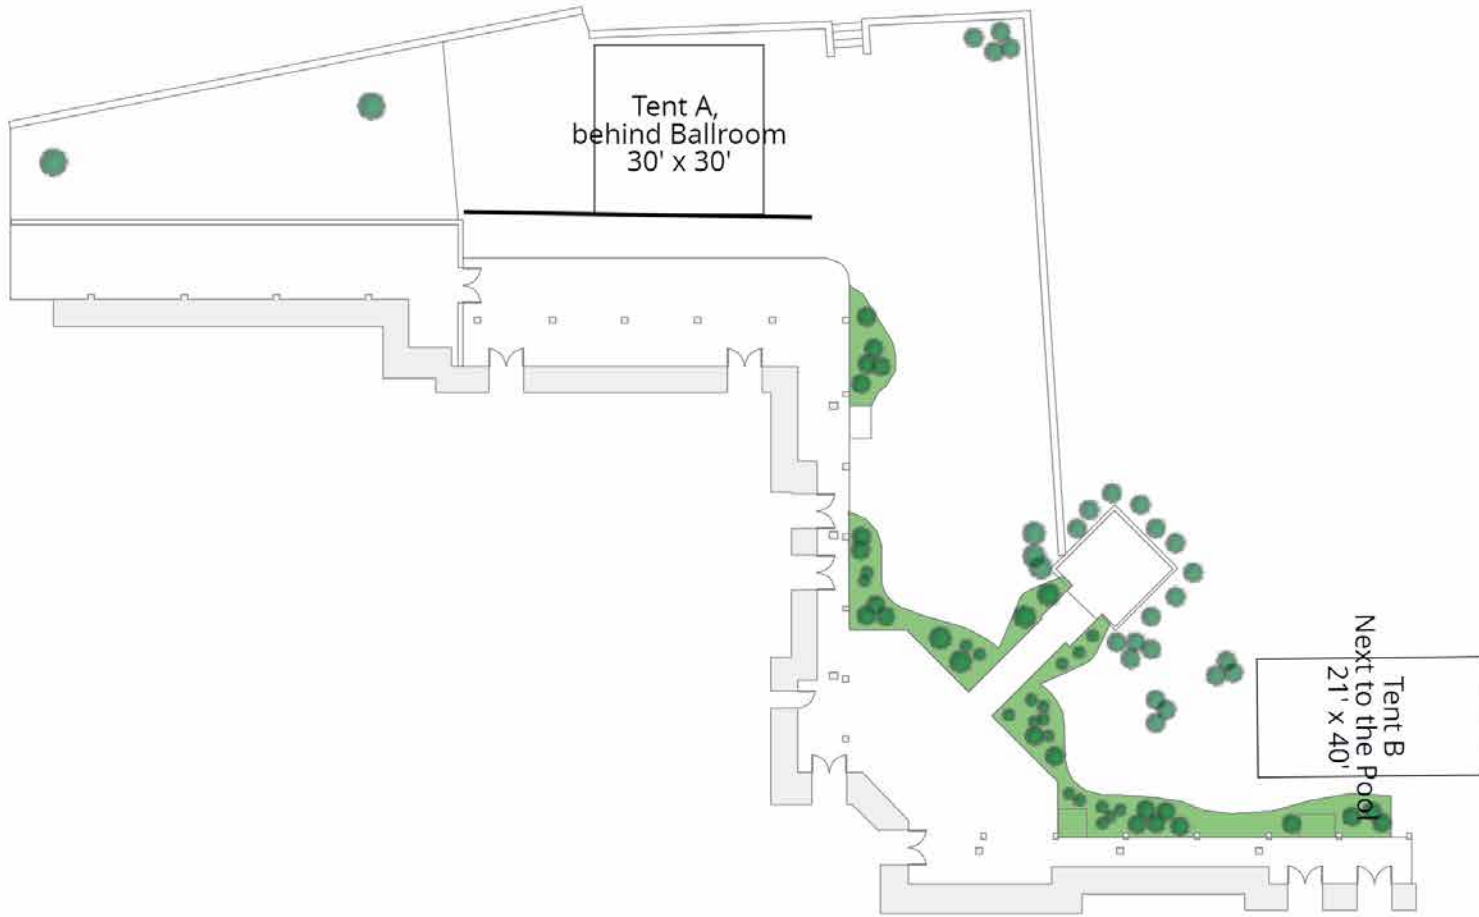 Tent A,
behind Ballroom
30' x 30'
Tent B
Next to the Pool
21' x 40'